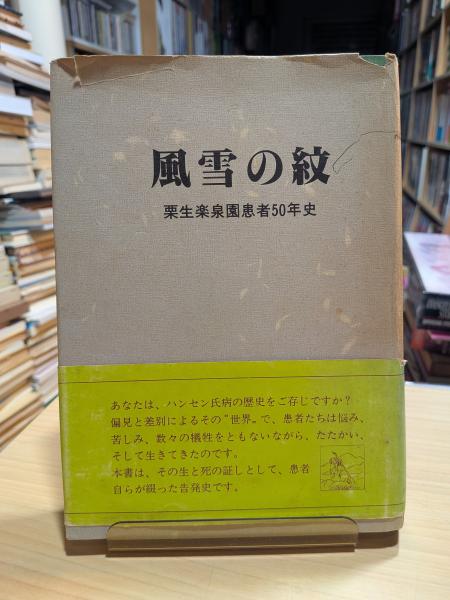 風雪の紋
栗生楽泉園患者50年史
あなたは、ハンセン氏病の歴史をご存じですか?
偏見と差別によるその“世界”で、患者たちは悩み、
苦しみ、数々の犠牲をともないながら、たたかい、
そして生きてきたのです。
本書は、その生と死の証しとして、患者
自らが綴った告発史です。